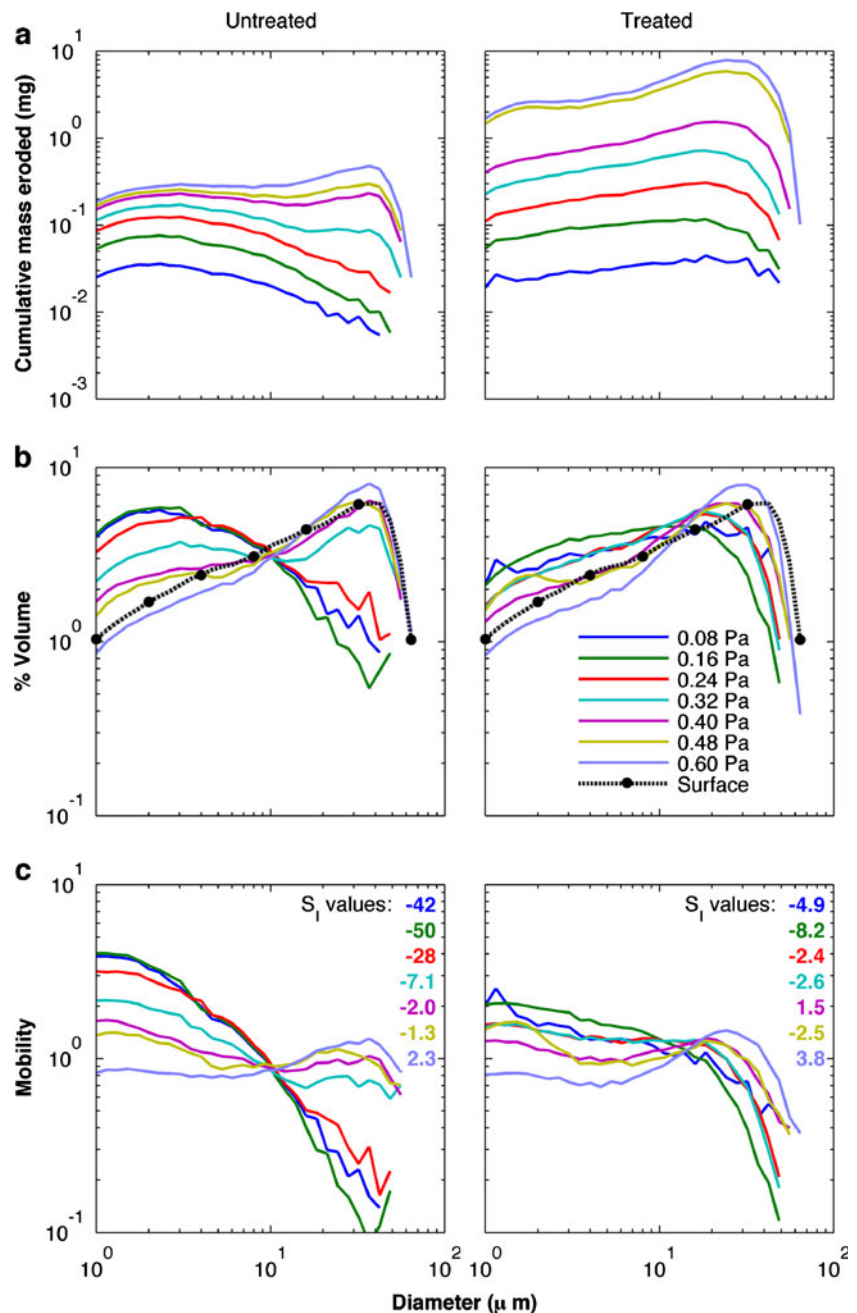 Untreated Treated
a
Cumulative mass eroded (mg)
10^1
10^0
10^-1
10^-2
10^-3
b
% Volume
10^1
10^0
10^-1
0.08 Pa
0.16 Pa
0.24 Pa
0.32 Pa
0.40 Pa
0.48 Pa
0.60 Pa
Surface
c
Mobility
10^1
10^0
10^-1
S_I values: -42
-50
-28
-7.1
-2.0
-1.3
2.3
S_I values: -4.9
-8.2
-2.4
-2.6
1.5
-2.5
3.8
10^0 10^1 10^2 10^0 10^1 10^2
Diameter (μ m)